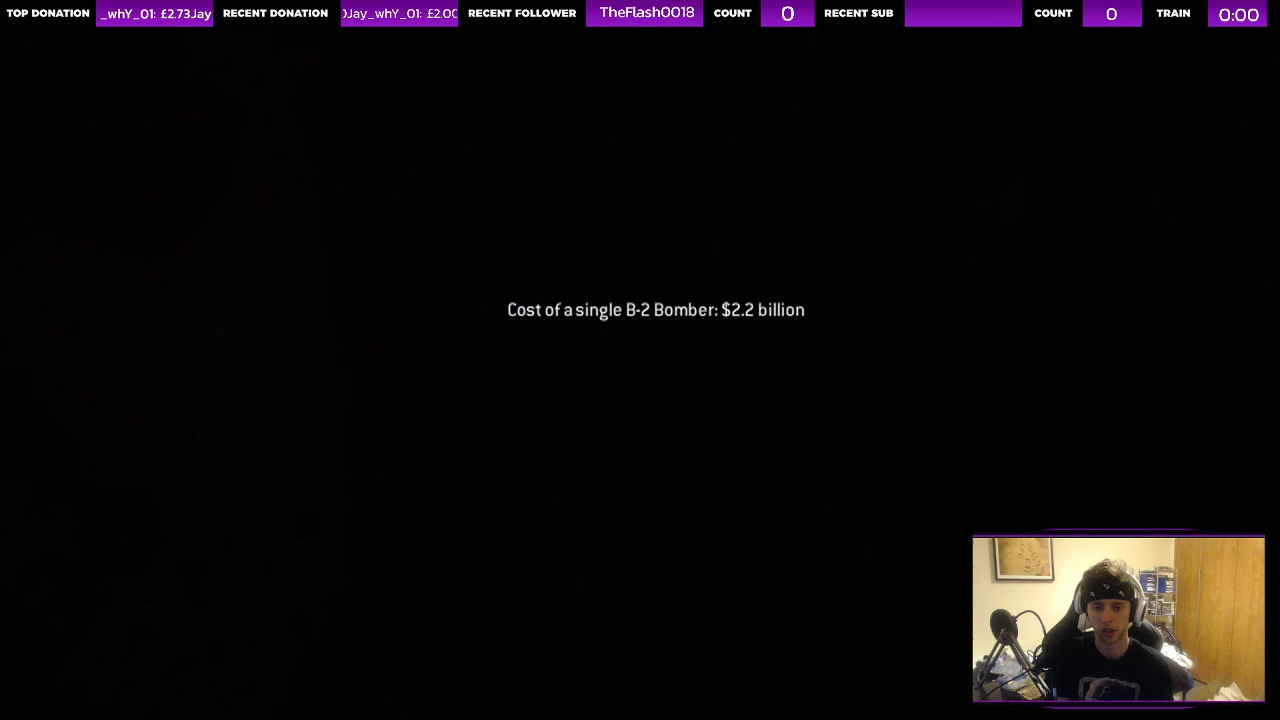 TOP DONATION _whY_01: £2.73Jay RECENT DONATION Jay_whY_01: £2.00 RECENT FOLLOWER TheFlash0018 COUNT 0 RECENT SUB COUNT 0 TRAIN 0:00
Cost of a single B-2 Bomber: $2.2 billion